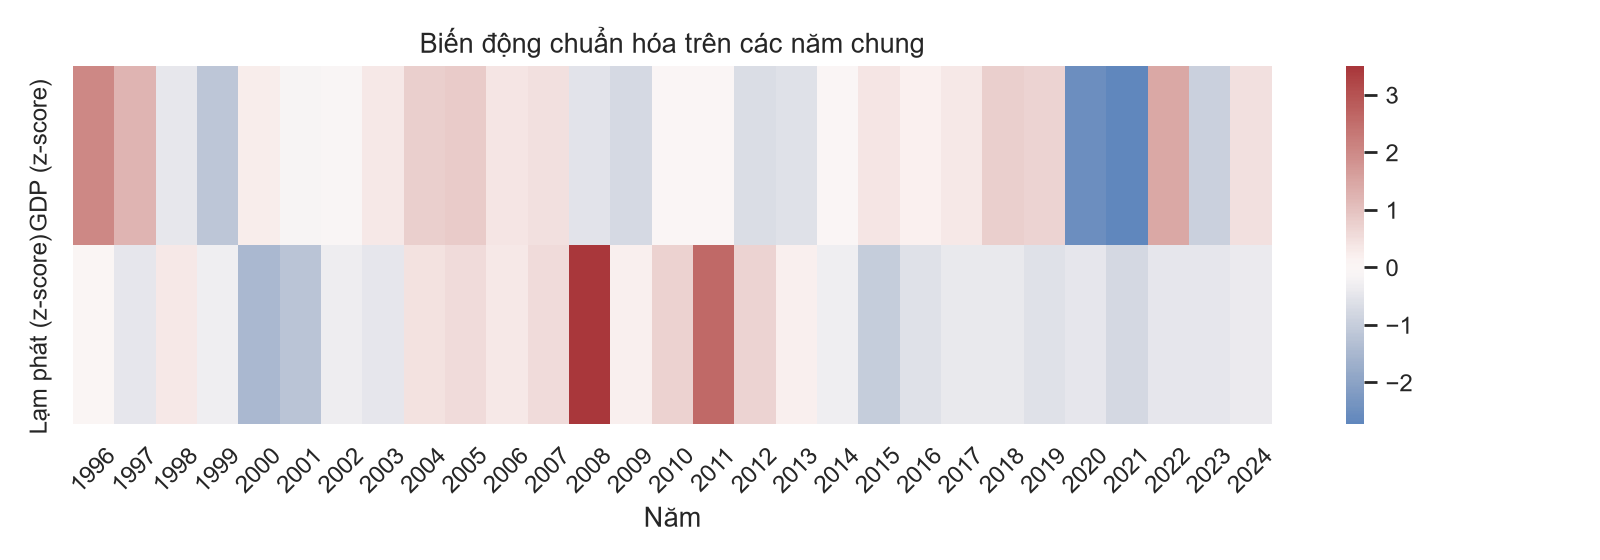 Biến động chuẩn hóa trên các năm chung
GDP (z-score)
Lạm phát (z-score)
1996 1997 1998 1999 2000 2001 2002 2003 2004 2005 2006 2007 2008 2009 2010 2011 2012 2013 2014 2015 2016 2017 2018 2019 2020 2021 2022 2023 2024
Năm
3
2
1
0
−1
−2